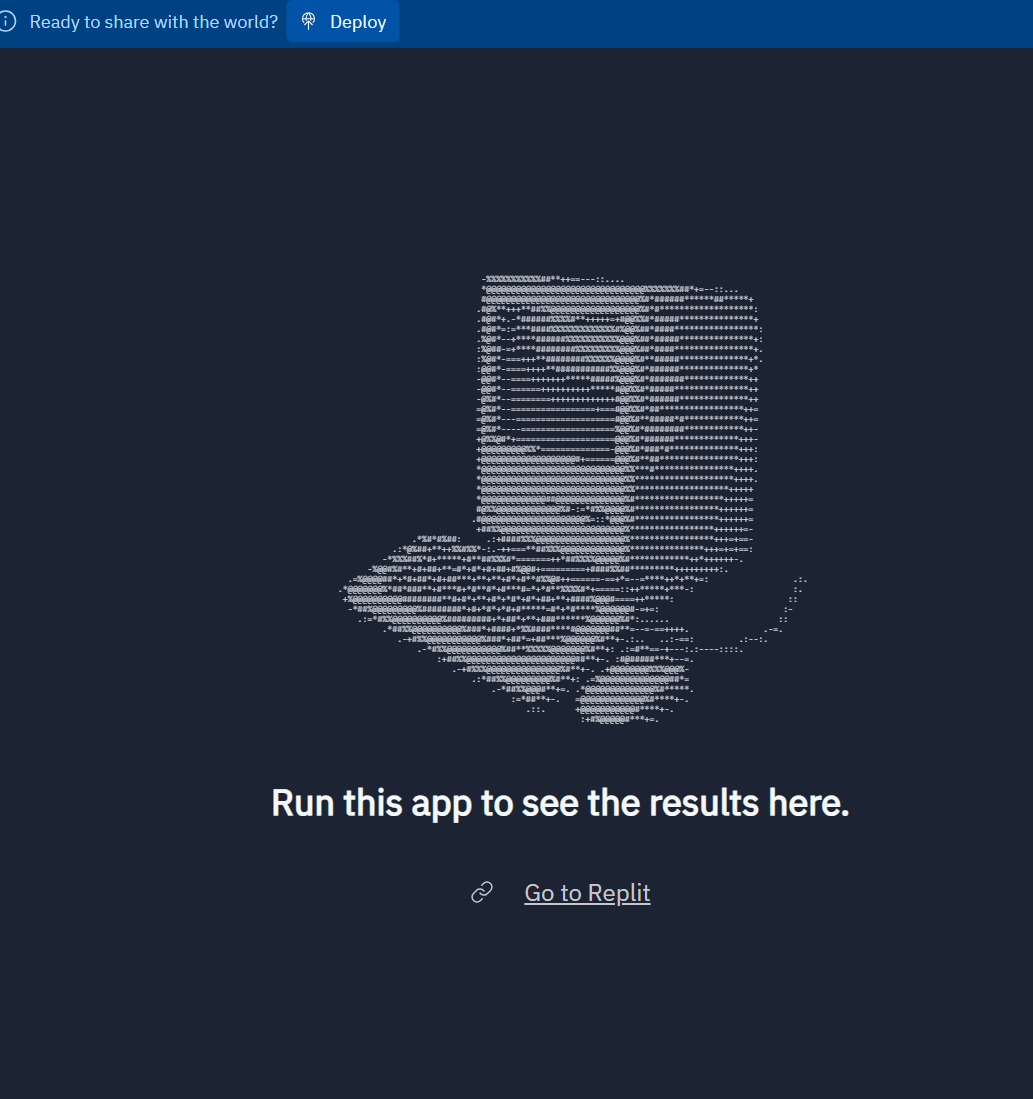 Ready to share with the world? Deploy
Run this app to see the results here.
Go to Replit